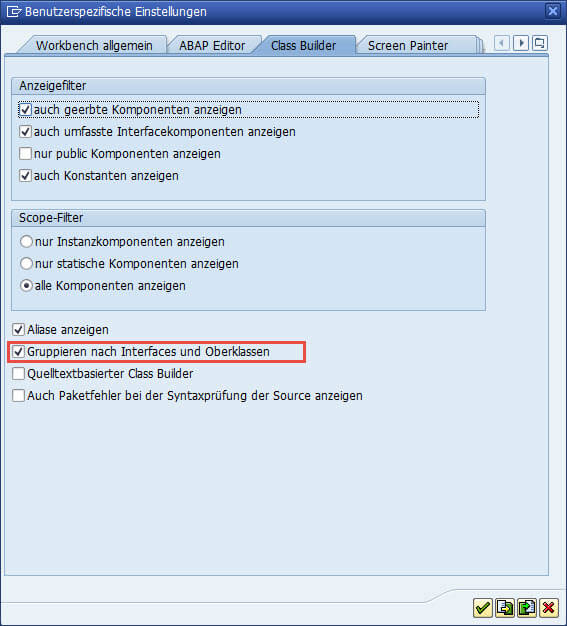 Benutzerspezifische Einstellungen
Workbench allgemein ABAP Editor Class Builder Screen Painter
Anzeigefilter
auch geerbte Komponenten anzeigen
auch umfasste Interfacekomponenten anzeigen
nur public Komponenten anzeigen
auch Konstanten anzeigen
Scope-Filter
nur Instanzkomponenten anzeigen
nur statische Komponenten anzeigen
alle Komponenten anzeigen
Aliase anzeigen
Gruppieren nach Interfaces und Oberklassen
Quelltextbasierter Class Builder
Auch Paketfehler bei der Syntaxprüfung der Source anzeigen